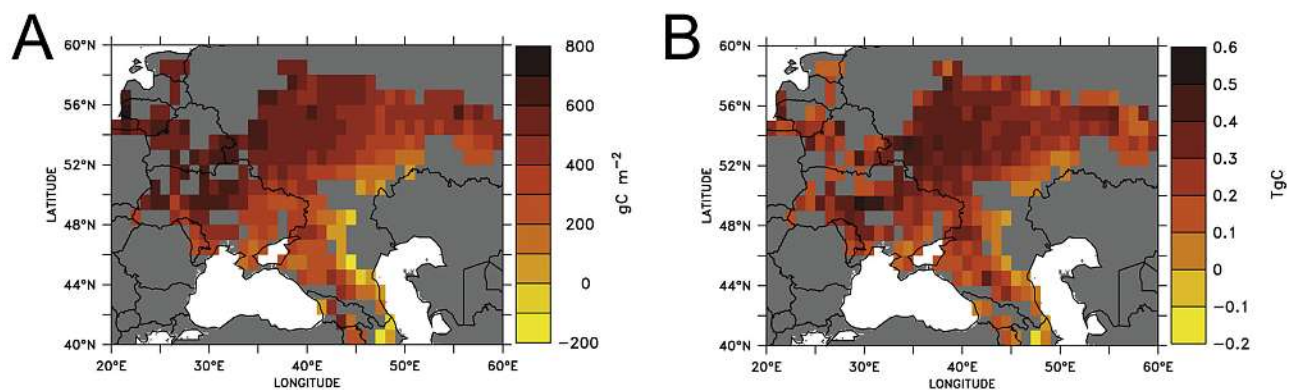 A
60°N
56°N
52°N
48°N
44°N
40°N
LATITUDE
20°E 30°E 40°E 50°E 60°E
LONGITUDE
800
600
400
200
0
−200
gC m⁻²
B
60°N
56°N
52°N
48°N
44°N
40°N
LATITUDE
20°E 30°E 40°E 50°E 60°E
LONGITUDE
0.6
0.5
0.4
0.3
0.2
0.1
0
−0.1
−0.2
TgC